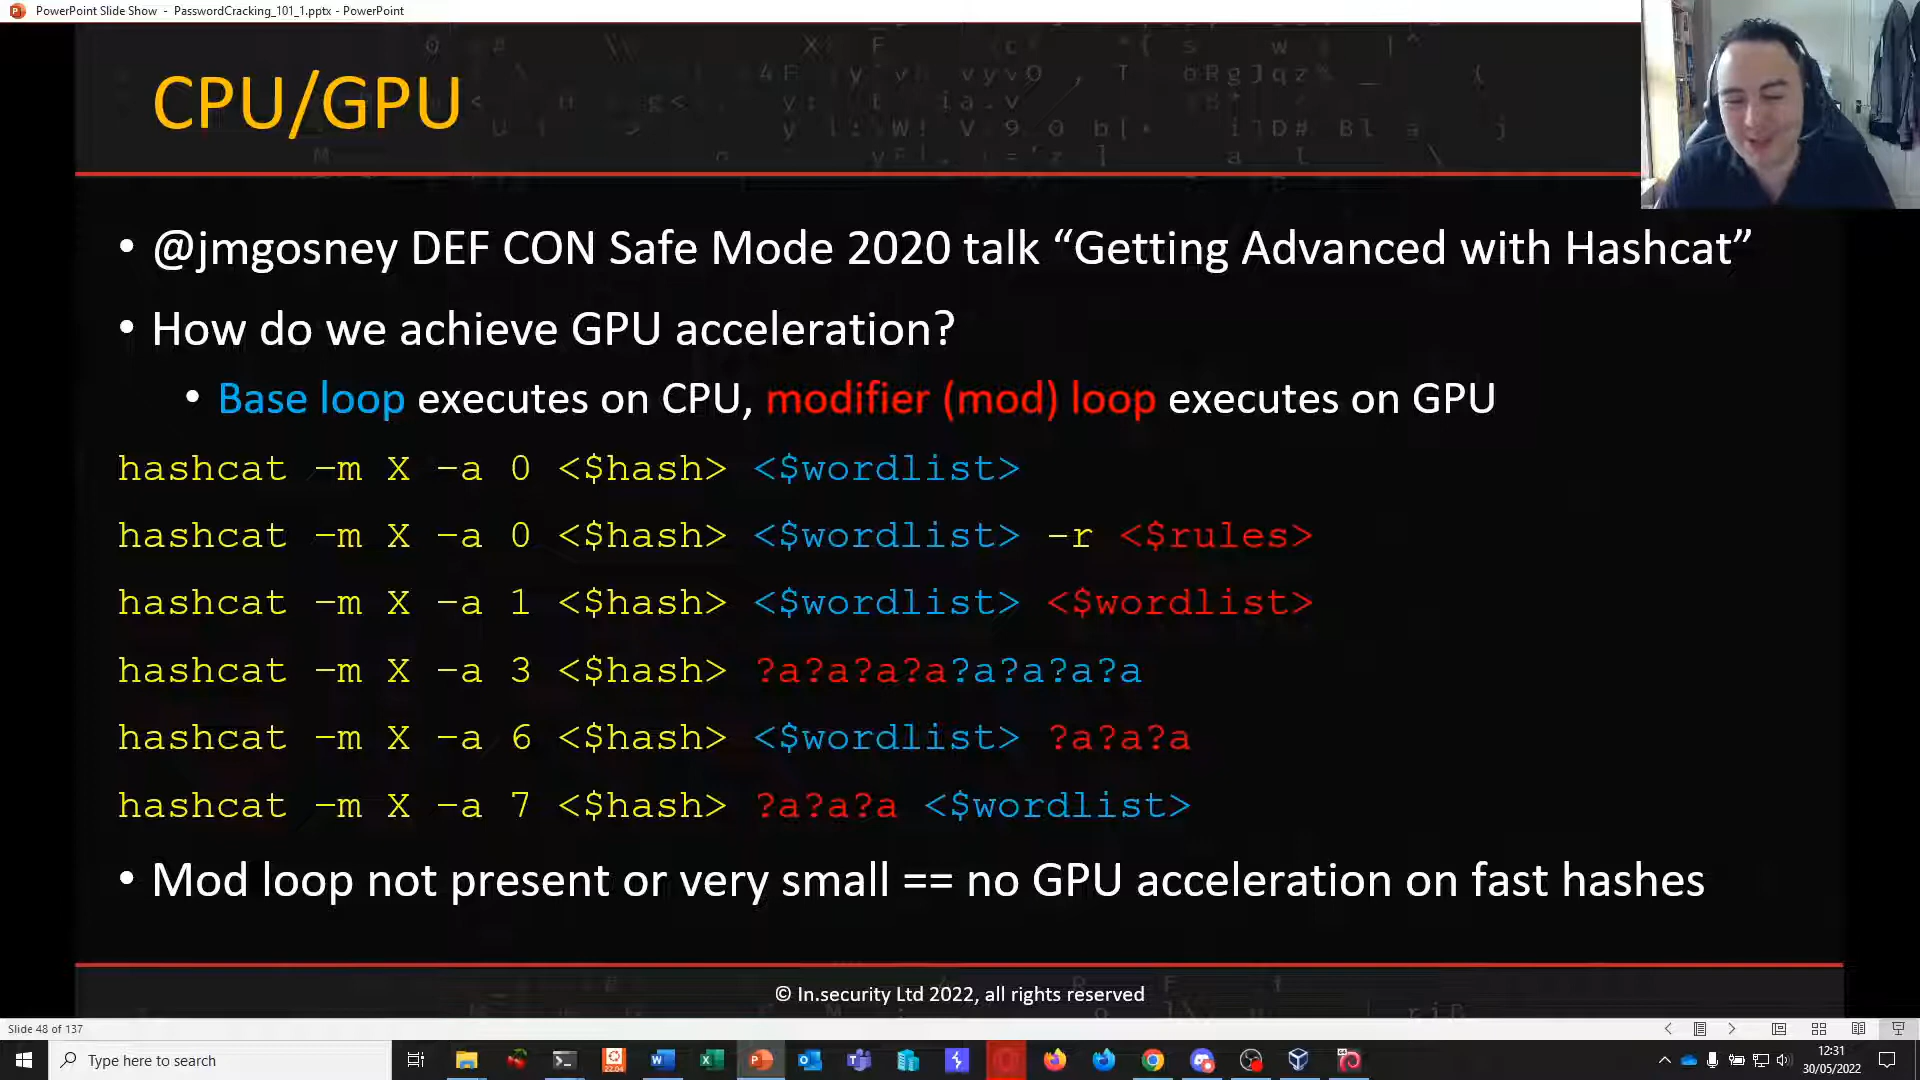 PowerPoint Slide Show - PasswordCracking_101_1.pptx - PowerPoint
CPU/GPU
• @jmgosney DEF CON Safe Mode 2020 talk “Getting Advanced with Hashcat”
• How do we achieve GPU acceleration?
• Base loop executes on CPU, modifier (mod) loop executes on GPU
hashcat –m X –a 0 <$hash> <$wordlist>
hashcat –m X –a 0 <$hash> <$wordlist> –r <$rules>
hashcat –m X –a 1 <$hash> <$wordlist> <$wordlist>
hashcat –m X –a 3 <$hash> ?a?a?a?a?a?a?a?a
hashcat –m X –a 6 <$hash> <$wordlist> ?a?a?a
hashcat –m X –a 7 <$hash> ?a?a?a <$wordlist>
• Mod loop not present or very small == no GPU acceleration on fast hashes
© In.security Ltd 2022, all rights reserved
Slide 48 of 137
Type here to search
22.04
12:31
30/05/2022